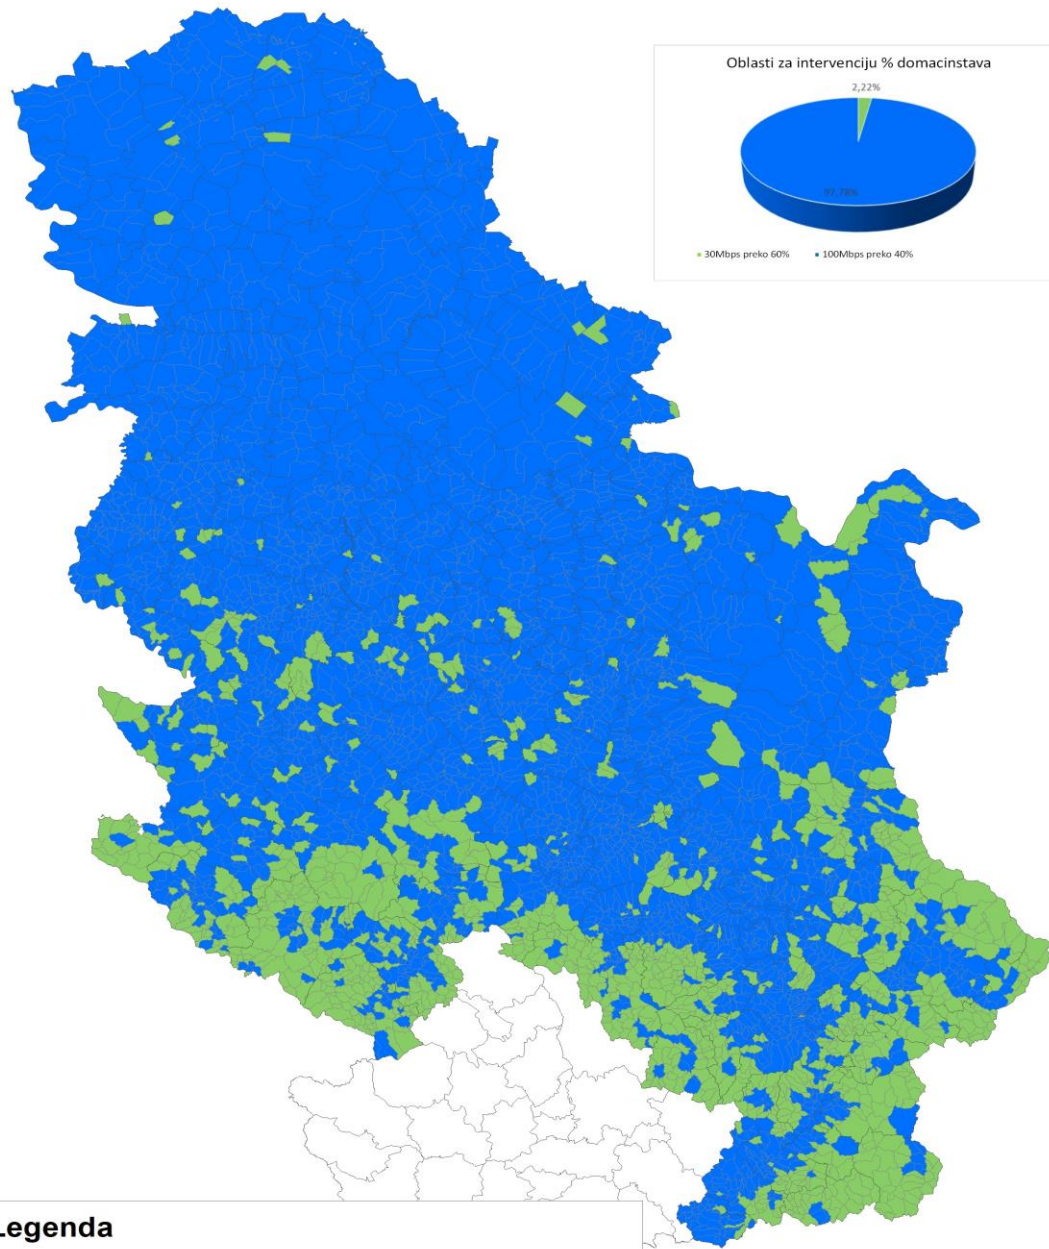 Oblasti za intervenciju % domacinstava
2,22%
97,78%
30Mbps preko 60% 100Mbps preko 40%
Legenda